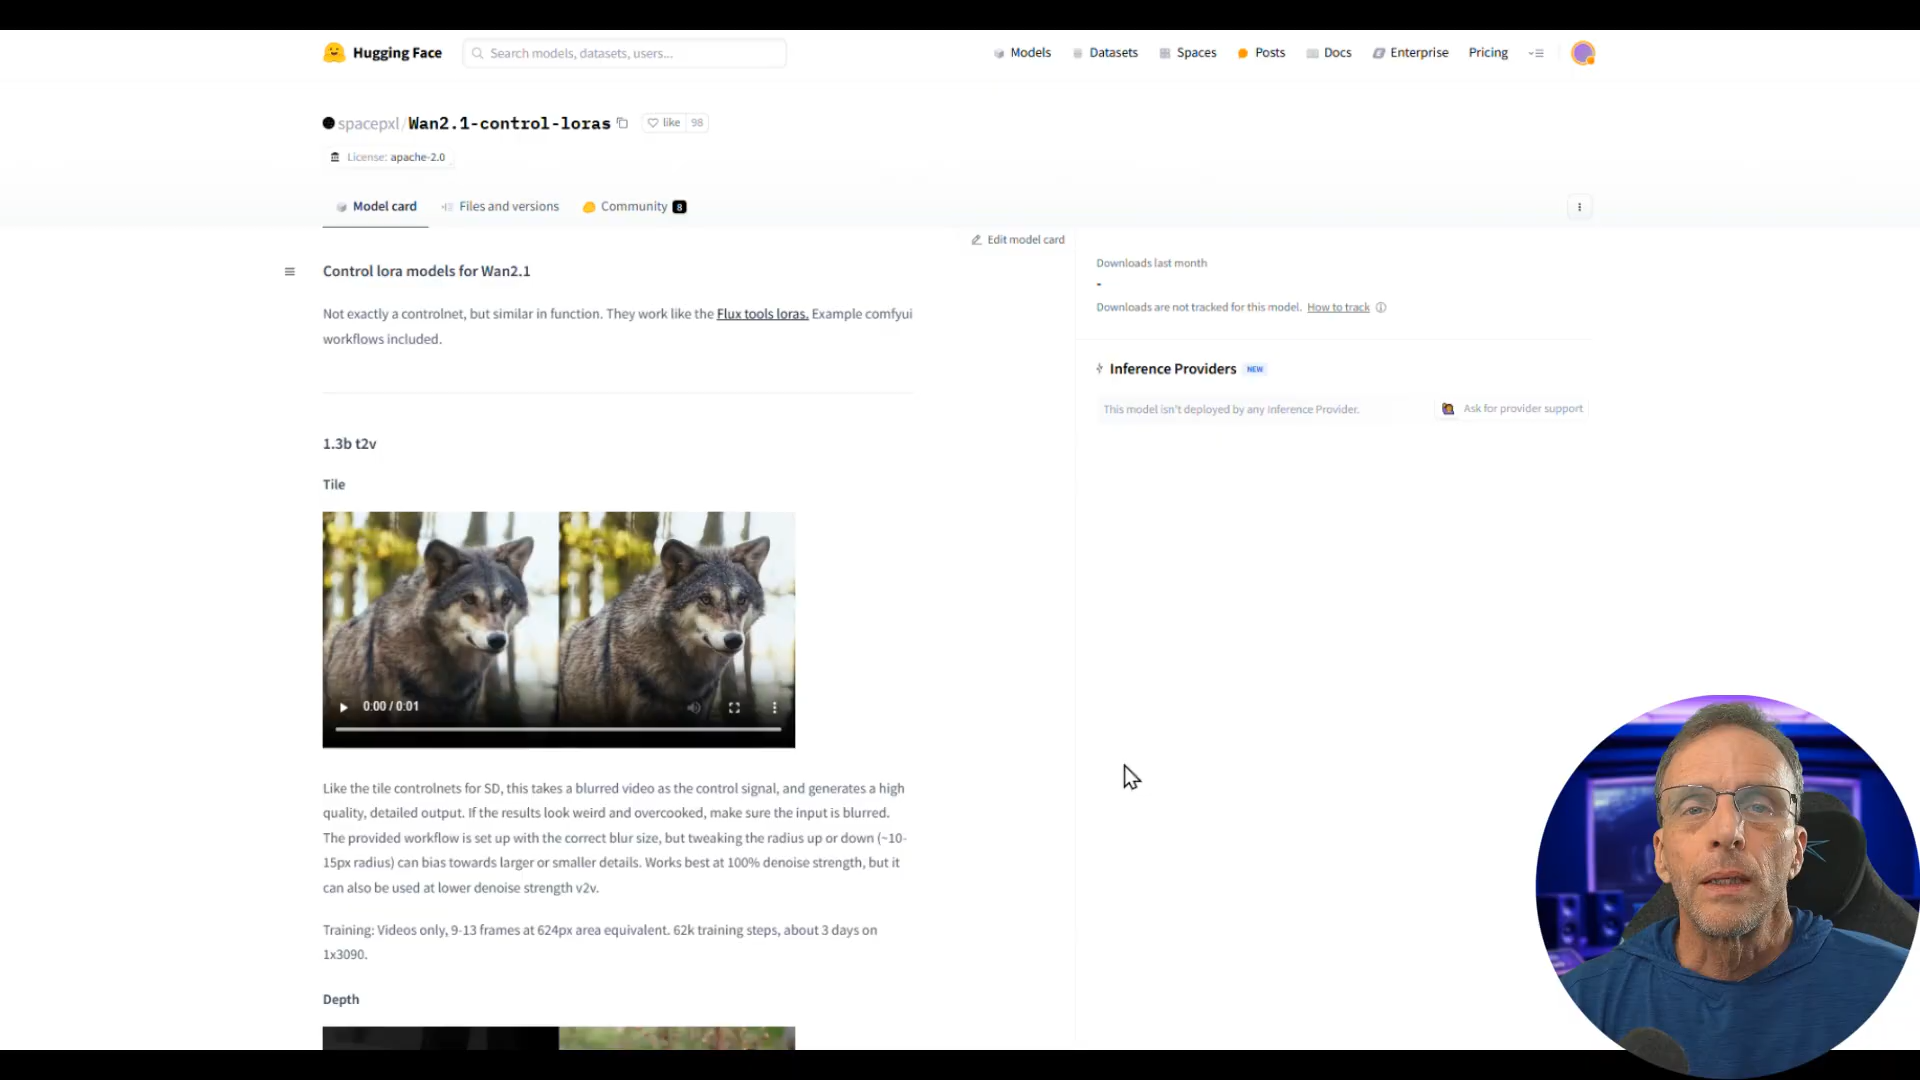 Hugging Face
Search models, datasets, users...
Models
Datasets
Spaces
Posts
Docs
Enterprise
Pricing
spacepxl/Wan2.1-control-loras
like 98
License: apache-2.0
Model card
Files and versions
Community 8
Edit model card
Control lora models for Wan2.1
Not exactly a controlnet, but similar in function. They work like the Flux tools loras. Example comfyui
workflows included.
Downloads last month
-
Downloads are not tracked for this model. How to track
Inference Providers NEW
This model isn't deployed by any Inference Provider.
Ask for provider support
1.3b t2v
Tile
0:00 / 0:01
Like the tile controlnets for SD, this takes a blurred video as the control signal, and generates a high
quality, detailed output. If the results look weird and overcooked, make sure the input is blurred.
The provided workflow is set up with the correct blur size, but tweaking the radius up or down (~10-
15px radius) can bias towards larger or smaller details. Works best at 100% denoise strength, but it
can also be used at lower denoise strength v2v.
Training: Videos only, 9-13 frames at 624px area equivalent. 62k training steps, about 3 days on
1x3090.
Depth